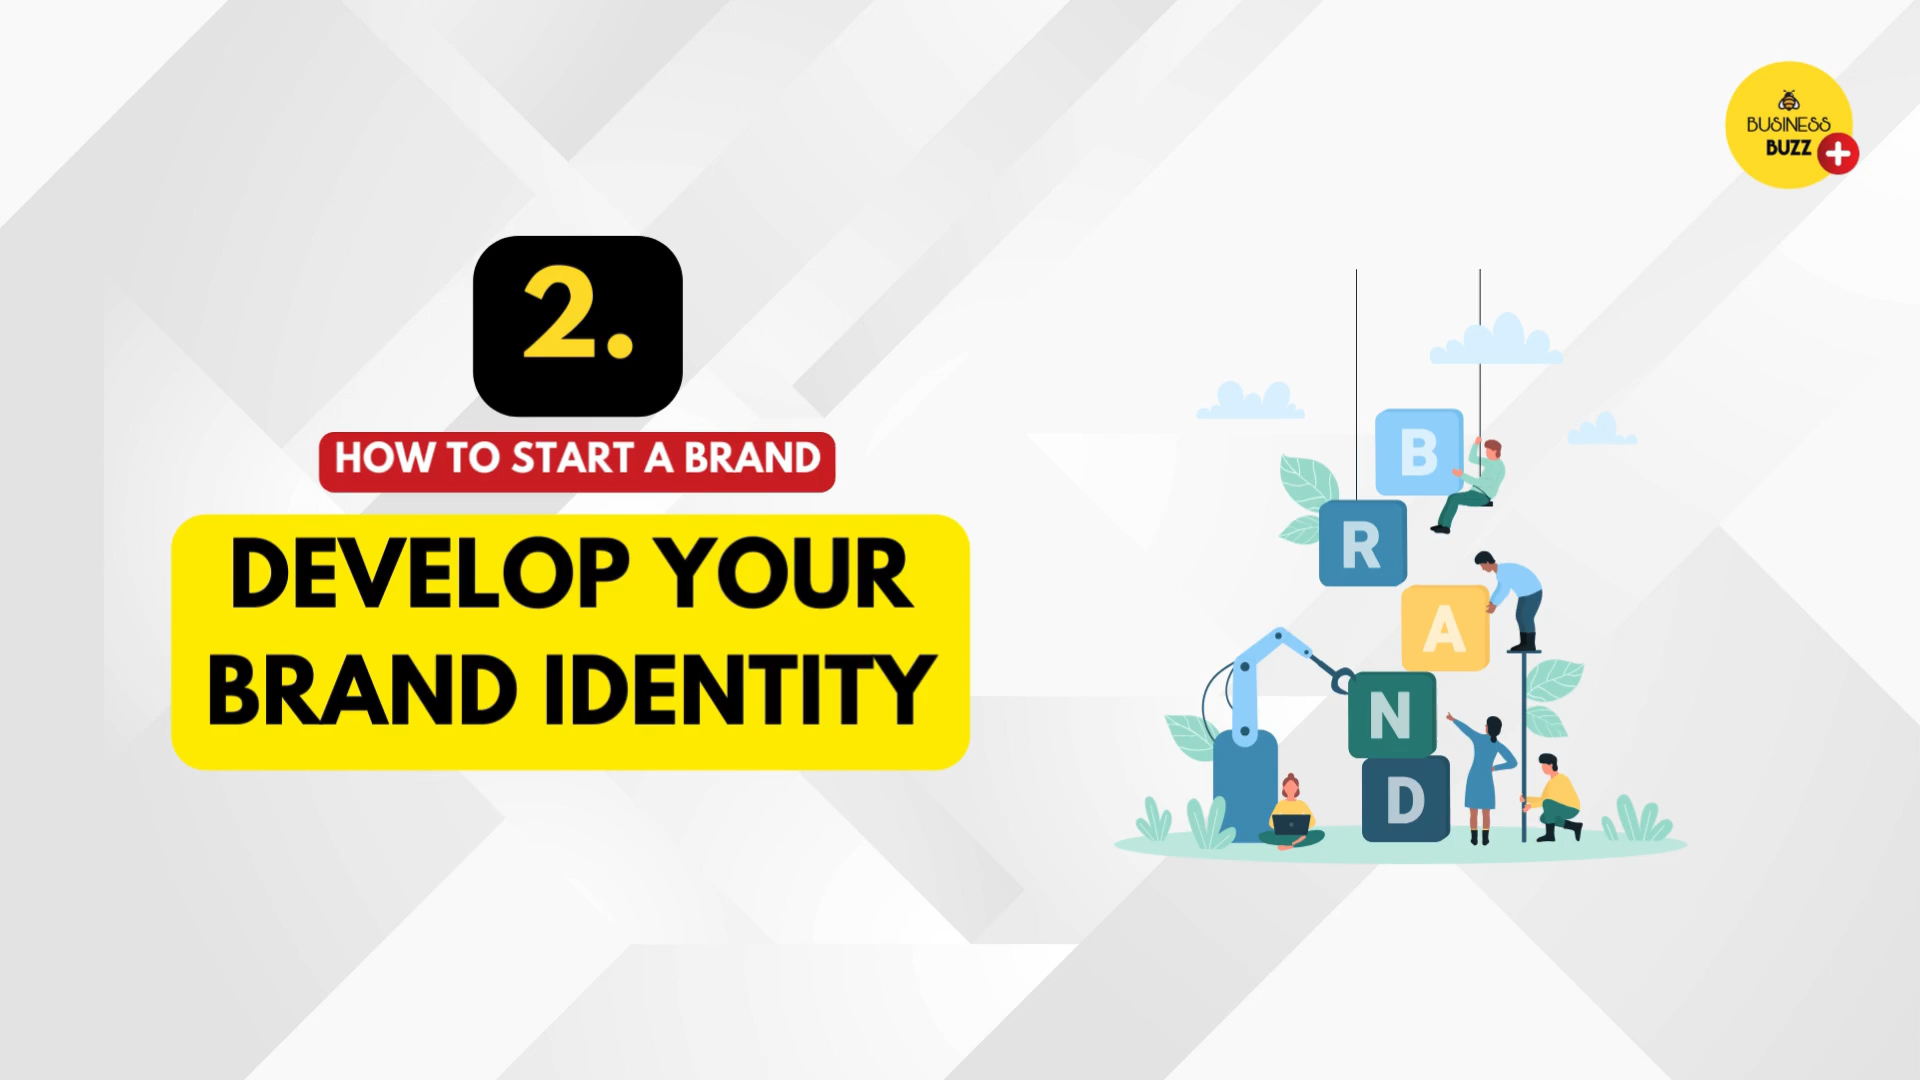 BUSINESS
BUZZ
2.
HOW TO START A BRAND
DEVELOP YOUR
BRAND IDENTITY
B
R
A
N
D